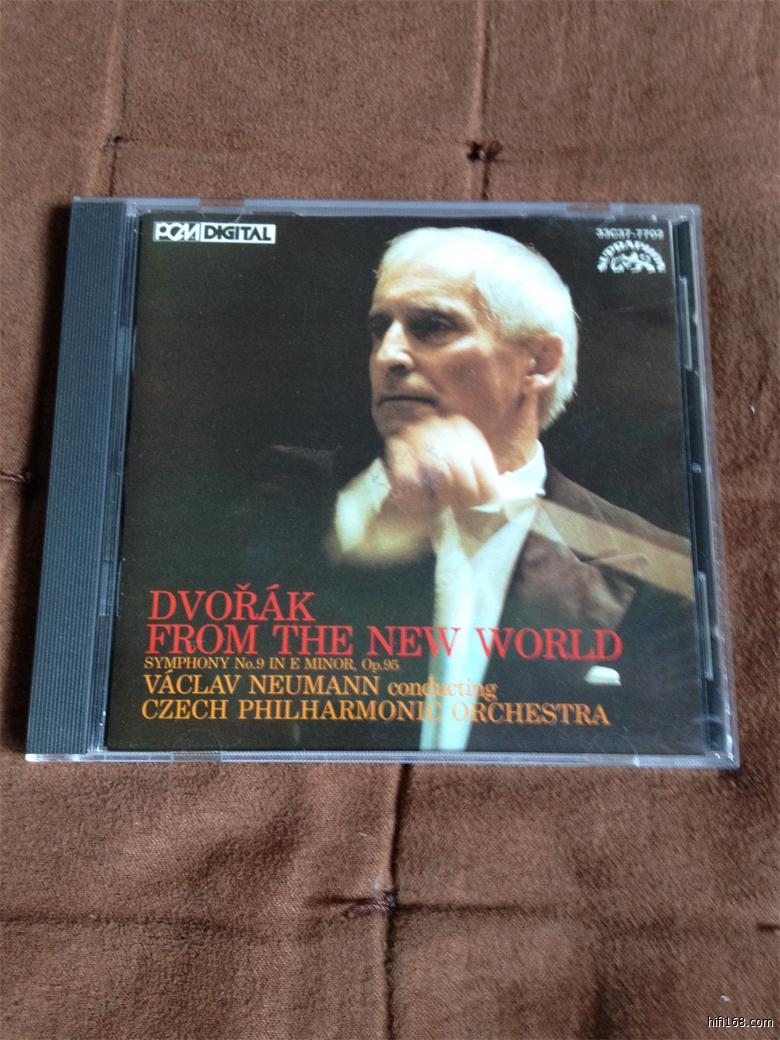 PCM DIGITAL
33C37-7702
SUPRAPHON
DVOŘÁK
FROM THE NEW WORLD
SYMPHONY No.9 IN E MINOR, Op.95
VÁCLAV NEUMANN conducting
CZECH PHILHARMONIC ORCHESTRA
hifi168.com